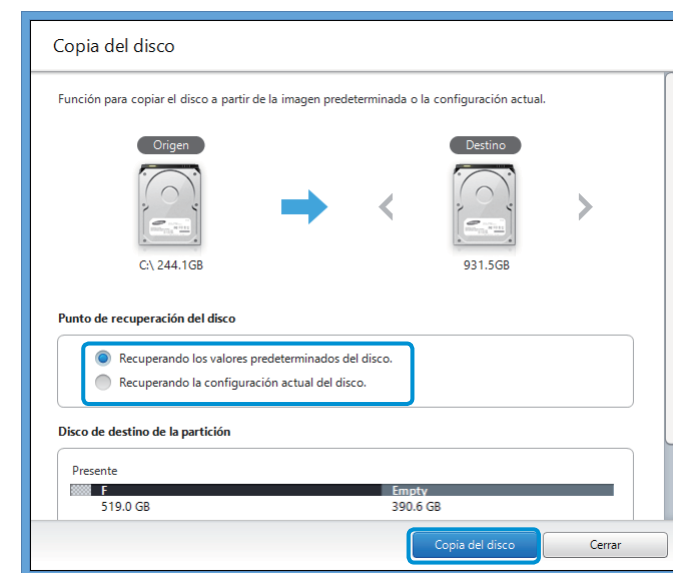 Copia del disco
Función para copiar el disco a partir de la imagen predeterminada o la configuración actual.
Origen
Destino
C:\ 244.1GB
931.5GB
Punto de recuperación del disco
Recuperando los valores predeterminados del disco.
Recuperando la configuración actual del disco.
Disco de destino de la partición
Presente
F Empty
519.0 GB 390.6 GB
Copia del disco Cerrar